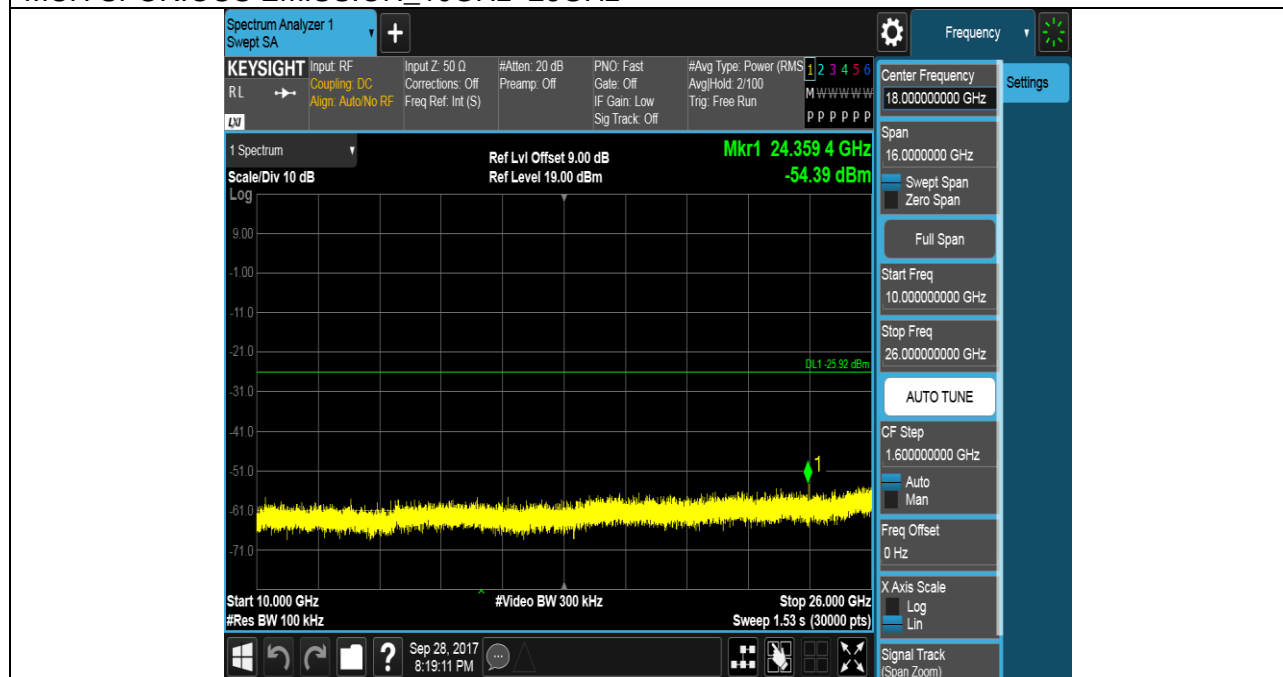 Spectrum Analyzer 1
Swept SA
+
Frequency
KEYSIGHT
RL
LXI
Input: RF
Coupling: DC
Align: Auto/No RF
Input Z: 50 Ω
Corrections: Off
Freq Ref: Int (S)
#Atten: 20 dB
Preamp: Off
PNO: Fast
Gate: Off
IF Gain: Low
Sig Track: Off
#Avg Type: Power (RMS
Avg|Hold: 2/100
Trig: Free Run
1 2 3 4 5 6
M W W W W W
P P P P P P
1 Spectrum
Scale/Div 10 dB
Ref Lvl Offset 9.00 dB
Ref Level 19.00 dBm
Mkr1 24.359 4 GHz
-54.39 dBm
Log
9.00
-1.00
-11.0
-21.0
DL1 -25.92 dBm
-31.0
-41.0
-51.0
1
-61.0
-71.0
Start 10.000 GHz
#Video BW 300 kHz
Stop 26.000 GHz
#Res BW 100 kHz
Sweep 1.53 s (30000 pts)
?
Sep 28, 2017
8:19:11 PM
Center Frequency
18.000000000 GHz
Settings
Span
16.0000000 GHz
Swept Span
Zero Span
Full Span
Start Freq
10.000000000 GHz
Stop Freq
26.000000000 GHz
AUTO TUNE
CF Step
1.600000000 GHz
Auto
Man
Freq Offset
0 Hz
X Axis Scale
Log
Lin
Signal Track
(Span Zoom)